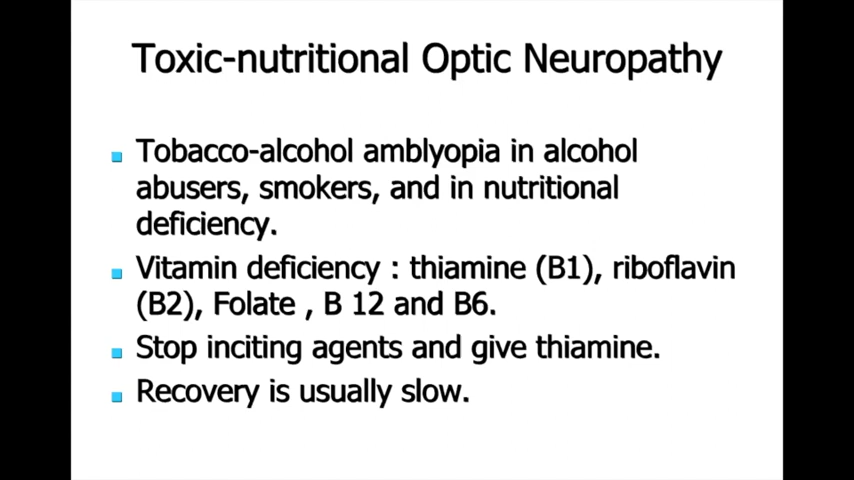 Toxic-nutritional Optic Neuropathy
Tobacco-alcohol amblyopia in alcohol
abusers, smokers, and in nutritional
deficiency.
Vitamin deficiency : thiamine (B1), riboflavin
(B2), Folate , B 12 and B6.
Stop inciting agents and give thiamine.
Recovery is usually slow.